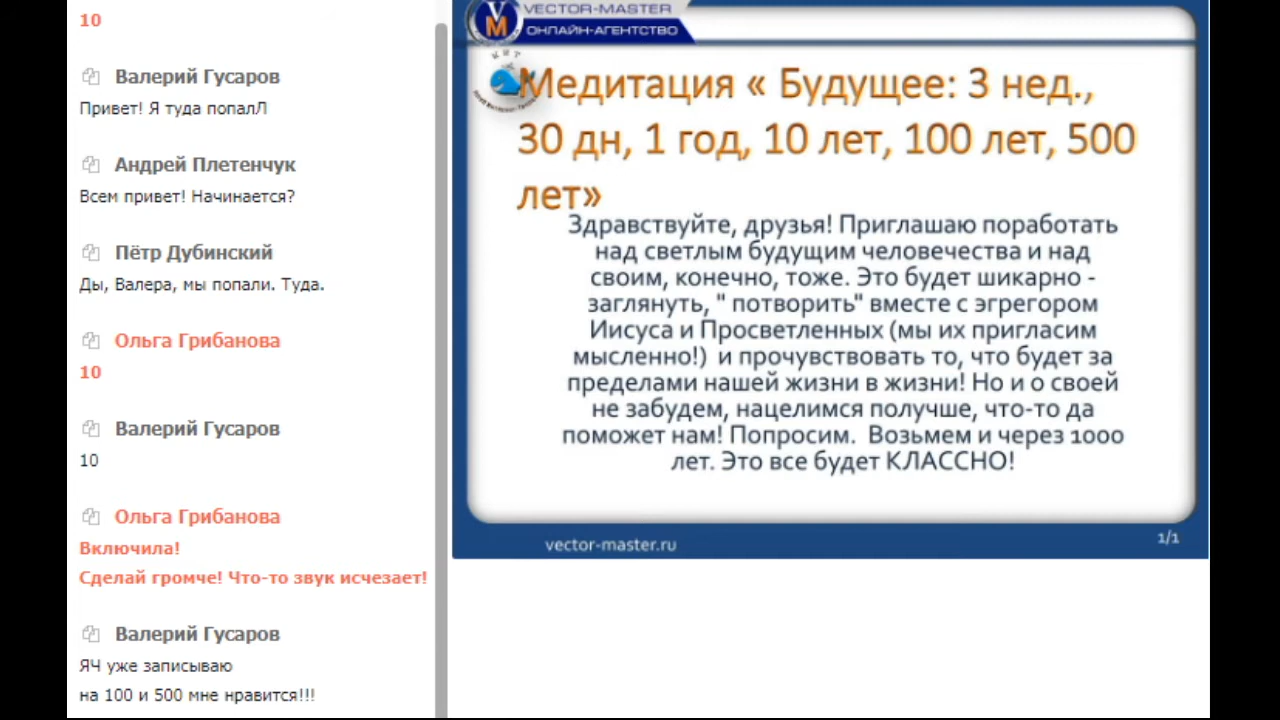 10
Валерий Гусаров
Привет! Я туда попалЛ
Андрей Плетенчук
Всем привет! Начинается?
Пётр Дубинский
Ды, Валера, мы попали. Туда.
Ольга Грибанова
10
Валерий Гусаров
10
Ольга Грибанова
Включила!
Сделай громче! Что-то звук исчезает!
Валерий Гусаров
ЯЧ уже записываю
на 100 и 500 мне нравится!!!
VECTOR-MASTER
ОНЛАЙН-АГЕНТСТВО
VM
КИТ
Медитация « Будущее: 3 нед.,
30 дн, 1 год, 10 лет, 100 лет, 500
лет»
Здравствуйте, друзья! Приглашаю поработать
над светлым будущим человечества и над
своим, конечно, тоже. Это будет шикарно -
заглянуть, " потворить" вместе с эгрегором
Иисуса и Просветленных (мы их пригласим
мысленно!) и прочувствовать то, что будет за
пределами нашей жизни в жизни! Но и о своей
не забудем, нацелимся получше, что-то да
поможет нам! Попросим. Возьмем и через 1000
лет. Это все будет КЛАССНО!
vector-master.ru
1/1